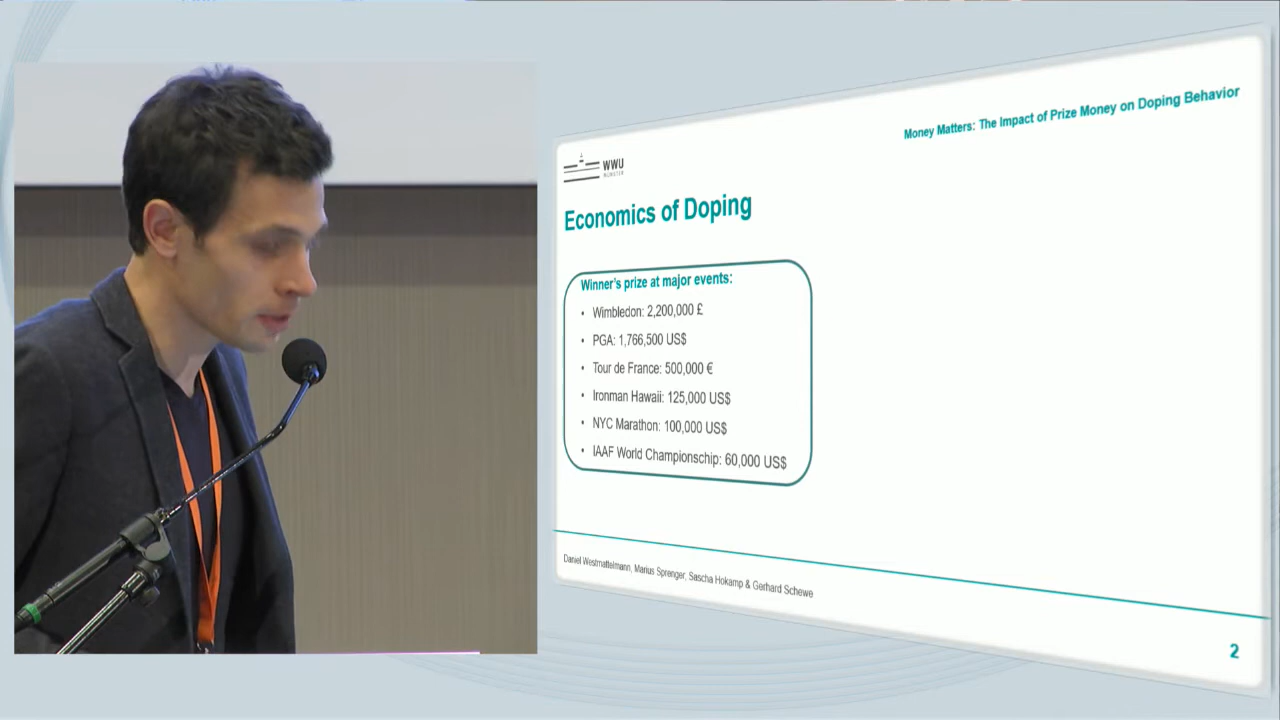 Money Matters: The Impact of Prize Money on Doping Behavior
WWU
MÜNSTER
Economics of Doping
Winner's prize at major events:
• Wimbledon: 2,200,000 £
• PGA: 1,766,500 US$
• Tour de France: 500,000 €
• Ironman Hawaii: 125,000 US$
• NYC Marathon: 100,000 US$
• IAAF World Championschip: 60,000 US$
Daniel Westmattelmann, Marius Sprenger, Sascha Hokamp & Gerhard Schewe
2